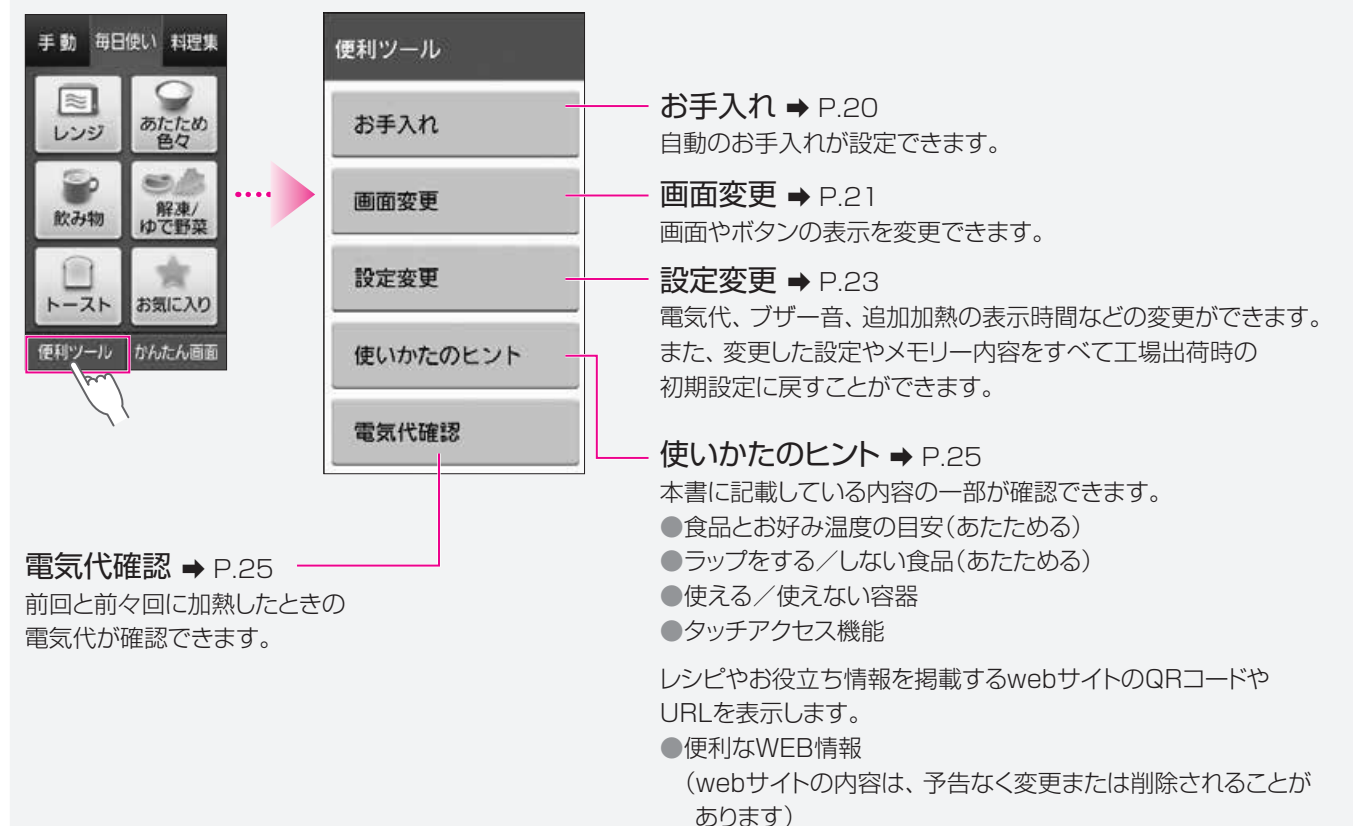 手動 毎日使い 料理集
レンジ
あたため
色々
飲み物
解凍/
ゆで野菜
トースト
お気に入り
便利ツール かんたん画面
便利ツール
お手入れ
画面変更
設定変更
使いかたのヒント
電気代確認
お手入れ ➡ P.20
自動のお手入れが設定できます。
画面変更 ➡ P.21
画面やボタンの表示を変更できます。
設定変更 ➡ P.23
電気代、ブザー音、追加加熱の表示時間などの変更ができます。
また、変更した設定やメモリー内容をすべて工場出荷時の
初期設定に戻すことができます。
使いかたのヒント ➡ P.25
本書に記載している内容の一部が確認できます。
●食品とお好み温度の目安(あたためる)
●ラップをする/しない食品(あたためる)
●使える/使えない容器
●タッチアクセス機能
レシピやお役立ち情報を掲載するwebサイトのQRコードや
URLを表示します。
●便利なWEB情報
(webサイトの内容は、予告なく変更または削除されることが
あります)
電気代確認 ➡ P.25
前回と前々回に加熱したときの
電気代が確認できます。